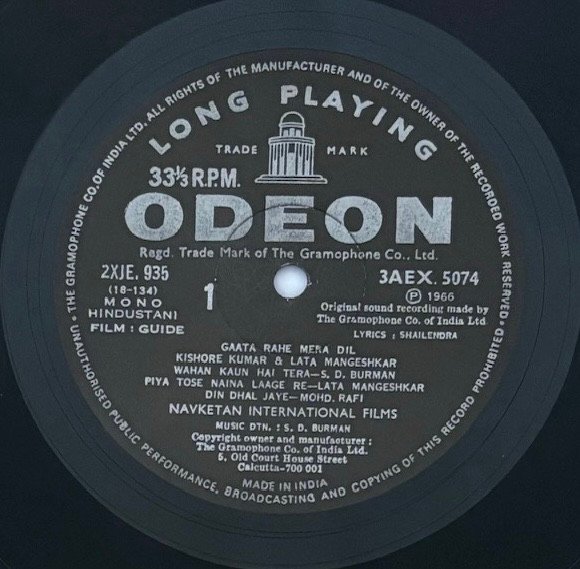 UNAUTHORISED PUBLIC PERFORMANCE, BROADCASTING AND COPYING OF THIS RECORD PROHIBITED • THE GRAMOPHONE CO. OF INDIA LTD. ALL RIGHTS OF THE MANUFACTURER AND OF THE OWNER OF THE RECORDED WORK RESERVED •
LONG PLAYING
TRADE MARK
33⅓ R.P.M.
ODEON
Regd. Trade Mark of The Gramophone Co., Ltd.
2XJE. 935
(18-134)
MONO
HINDUSTANI
FILM : GUIDE
1
3AEX. 5074
Ⓟ 1966
Original sound recording made by
The Gramophone Co. of India Ltd
LYRICS : SHAILENDRA
GAATA RAHE MERA DIL
KISHORE KUMAR & LATA MANGESHKAR
WAHAN KAUN HAI TERA—S. D. BURMAN
PIYA TOSE NAINA LAAGE RE—LATA MANGESHKAR
DIN DHAL JAYE—MOHD. RAFI
NAVKETAN INTERNATIONAL FILMS
MUSIC DTN. : S. D. BURMAN
Copyright owner and manufacturer :
The Gramophone Co. of India Ltd.
5, Old Court House Street
Calcutta-700 001
MADE IN INDIA